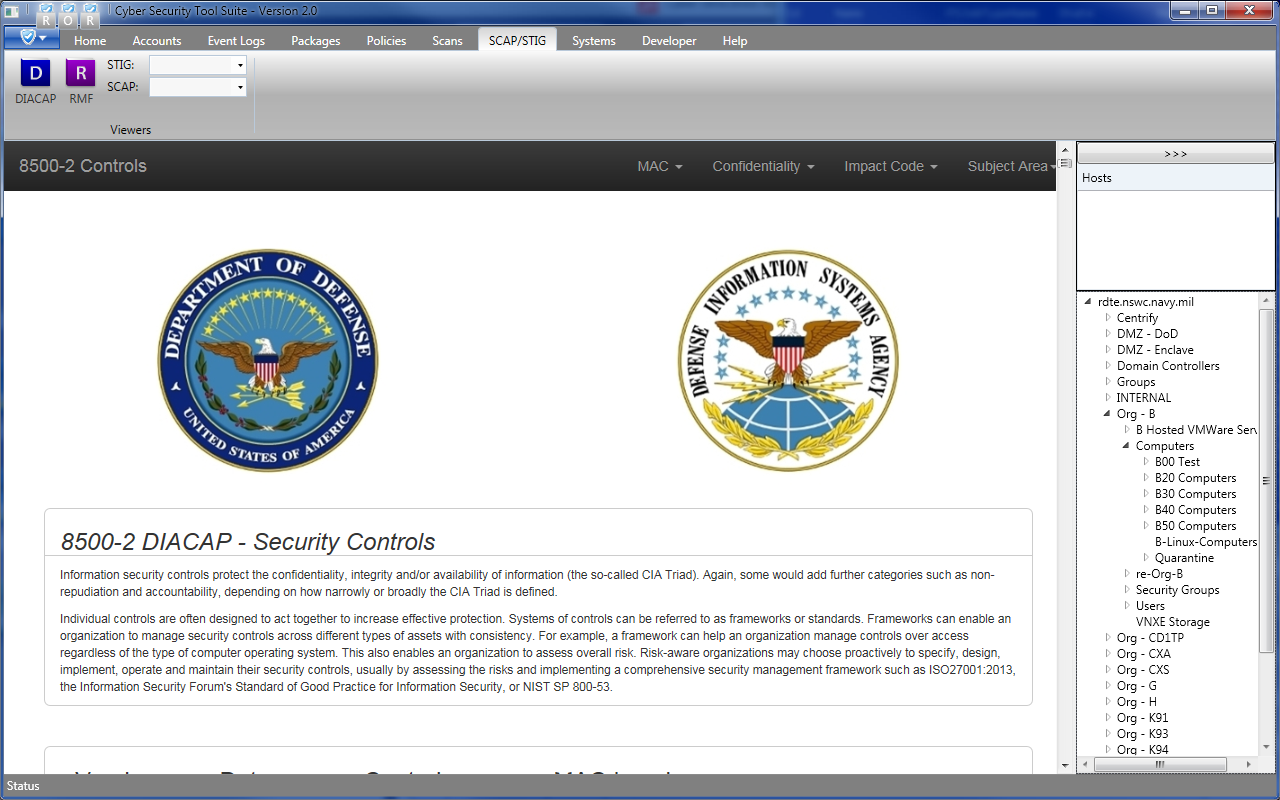 R O R
Cyber Security Tool Suite - Version 2.0
Home Accounts Event Logs Packages Policies Scans SCAP/STIG Systems Developer Help
D R STIG:
SCAP:
DIACAP RMF
Viewers
8500-2 Controls MAC Confidentiality Impact Code Subject Area
DEPARTMENT OF DEFENSE
UNITED STATES OF AMERICA
DEFENSE INFORMATION SYSTEMS AGENCY
8500-2 DIACAP - Security Controls
Information security controls protect the confidentiality, integrity and/or availability of information (the so-called CIA Triad). Again, some would add further categories such as non-
repudiation and accountability, depending on how narrowly or broadly the CIA Triad is defined.
Individual controls are often designed to act together to increase effective protection. Systems of controls can be referred to as frameworks or standards. Frameworks can enable an
organization to manage security controls across different types of assets with consistency. For example, a framework can help an organization manage controls over access
regardless of the type of computer operating system. This also enables an organization to assess overall risk. Risk-aware organizations may choose proactively to specify, design,
implement, operate and maintain their security controls, usually by assessing the risks and implementing a comprehensive security management framework such as ISO27001:2013,
the Information Security Forum's Standard of Good Practice for Information Security, or NIST SP 800-53.
>>>
Hosts
rdte.nswc.navy.mil
Centrify
DMZ - DoD
DMZ - Enclave
Domain Controllers
Groups
INTERNAL
Org - B
B Hosted VMWare Serv
Computers
B00 Test
B20 Computers
B30 Computers
B40 Computers
B50 Computers
B-Linux-Computers
Quarantine
re-Org-B
Security Groups
Users
VNXE Storage
Org - CD1TP
Org - CXA
Org - CXS
Org - G
Org - H
Org - K91
Org - K93
Org - K94
Status